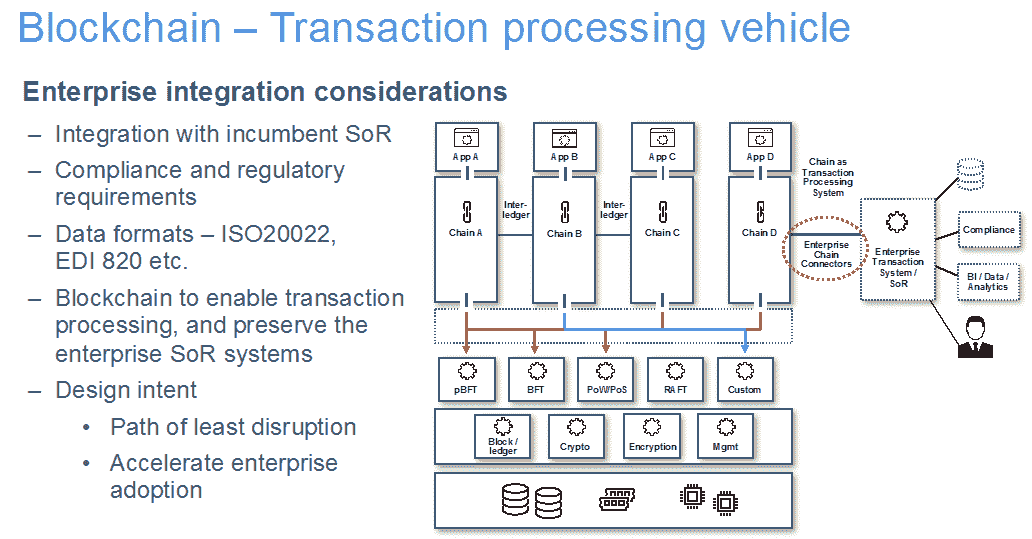 Blockchain – Transaction processing vehicle
Enterprise integration considerations
– Integration with incumbent SoR
– Compliance and regulatory
requirements
– Data formats – ISO20022,
EDI 820 etc.
– Blockchain to enable transaction
processing, and preserve the
enterprise SoR systems
– Design intent
• Path of least disruption
• Accelerate enterprise
adoption
App A
App B
App C
App D
Chain A
Inter-
ledger
Chain B
Inter-
ledger
Chain C
Chain D
Chain as
Transaction
Processing
System
Enterprise
Chain
Connectors
Enterprise
Transaction
System /
SoR
Compliance
BI / Data /
Analytics
pBFT
BFT
PoW/PoS
RAFT
Custom
Block /
ledger
Crypto
Encryption
Mgmt